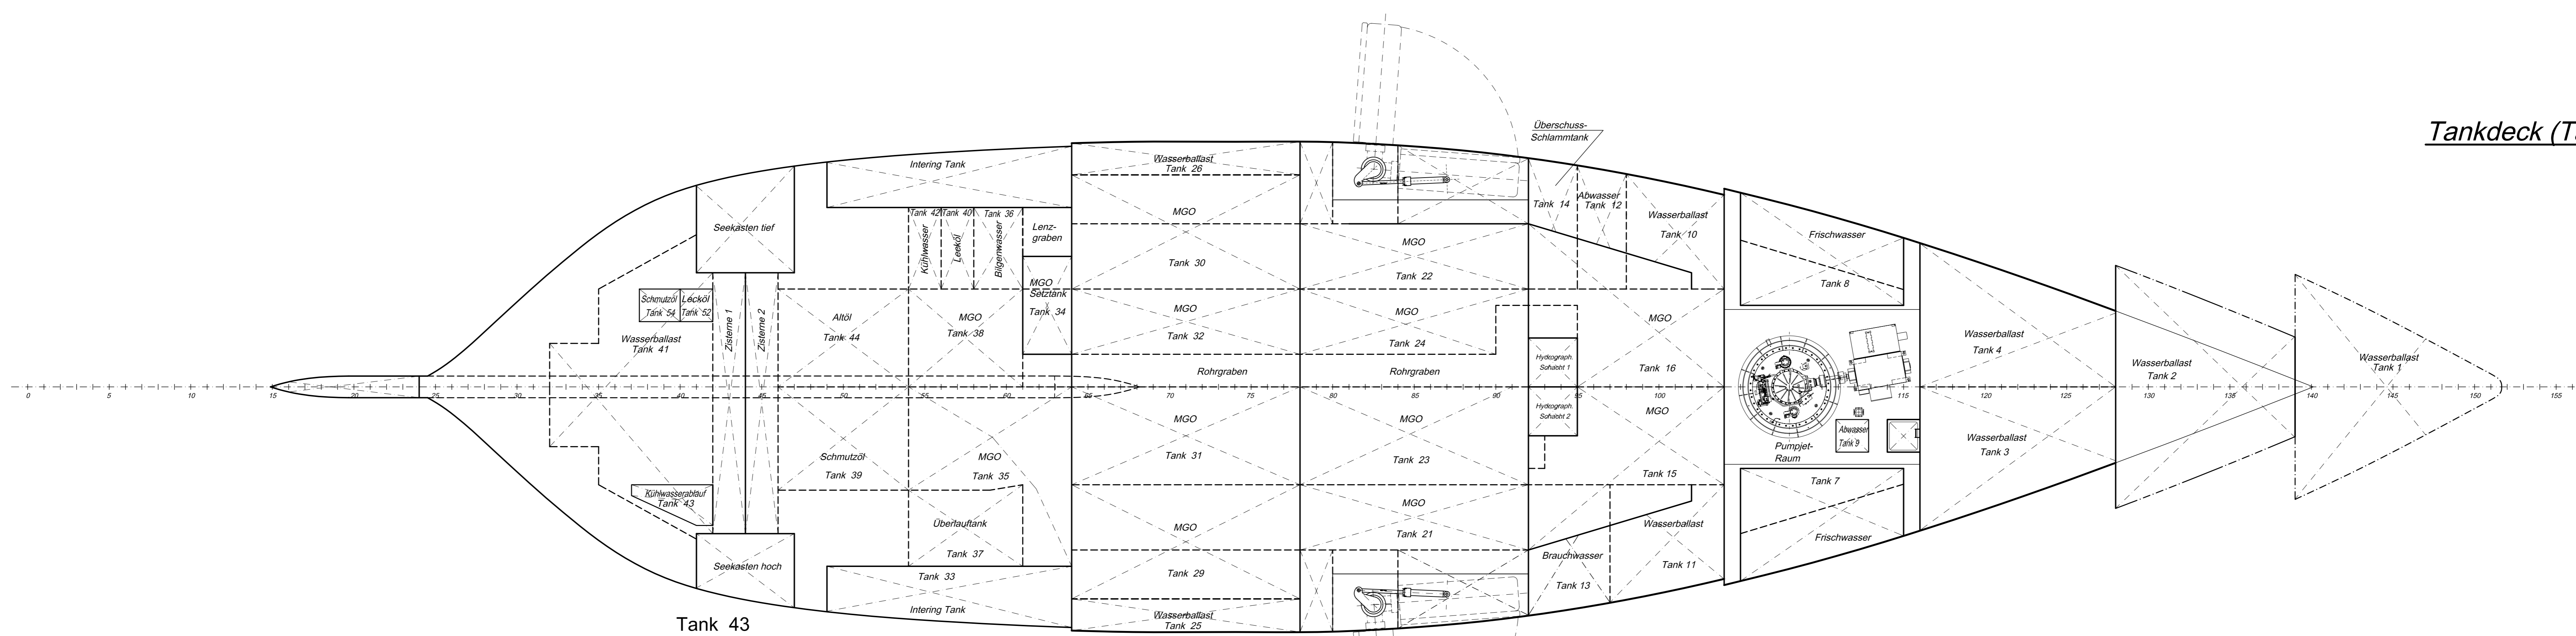 Überschuss-
Schlammtank
Tankdeck (Ta
Wasserballast
Tank 26
Intering Tank
Seekasten tief
Tank 42
Tank 40
Tank 36
Kühlwasser
Leeköl
Bilgenwasser
Lenz-
graben
MGO
Setztank
Tank 34
MGO
Tank 30
MGO
Tank 22
Tank 14
Abwasser
Tank 12
Wasserballast
Tank 10
Frischwasser
Tank 8
Schmutzöl
Tank 54
Lecköl
Tank 52
Wasserballast
Tank 41
Zisterne 1
Zisterne 2
Altöl
Tank 44
MGO
Tank 38
MGO
Tank 32
MGO
Tank 24
MGO
Tank 16
Hydrograph.
Schacht 1
Hydrograph.
Schacht 2
Rohrgraben
Rohrgraben
Wasserballast
Tank 4
Wasserballast
Tank 2
Wasserballast
Tank 1
0 5 10 15 20 25 30 35 40 45 50 55 60 65 70 75 80 85 90 95 100 115 120 125 130 135 140 145 150 155
Schmutzöl
Tank 39
MGO
Tank 35
MGO
Tank 31
MGO
Tank 23
MGO
Tank 15
Pumpjet-
Raum
Abwasser
Tank 9
Wasserballast
Tank 3
Kühlwasserablauf
Tank 43
Überlauftank
Tank 37
MGO
Tank 29
MGO
Tank 21
Wasserballast
Tank 11
Tank 7
Frischwasser
Brauchwasser
Tank 13
Seekasten hoch
Tank 33
Intering Tank
Wasserballast
Tank 25
Tank 43